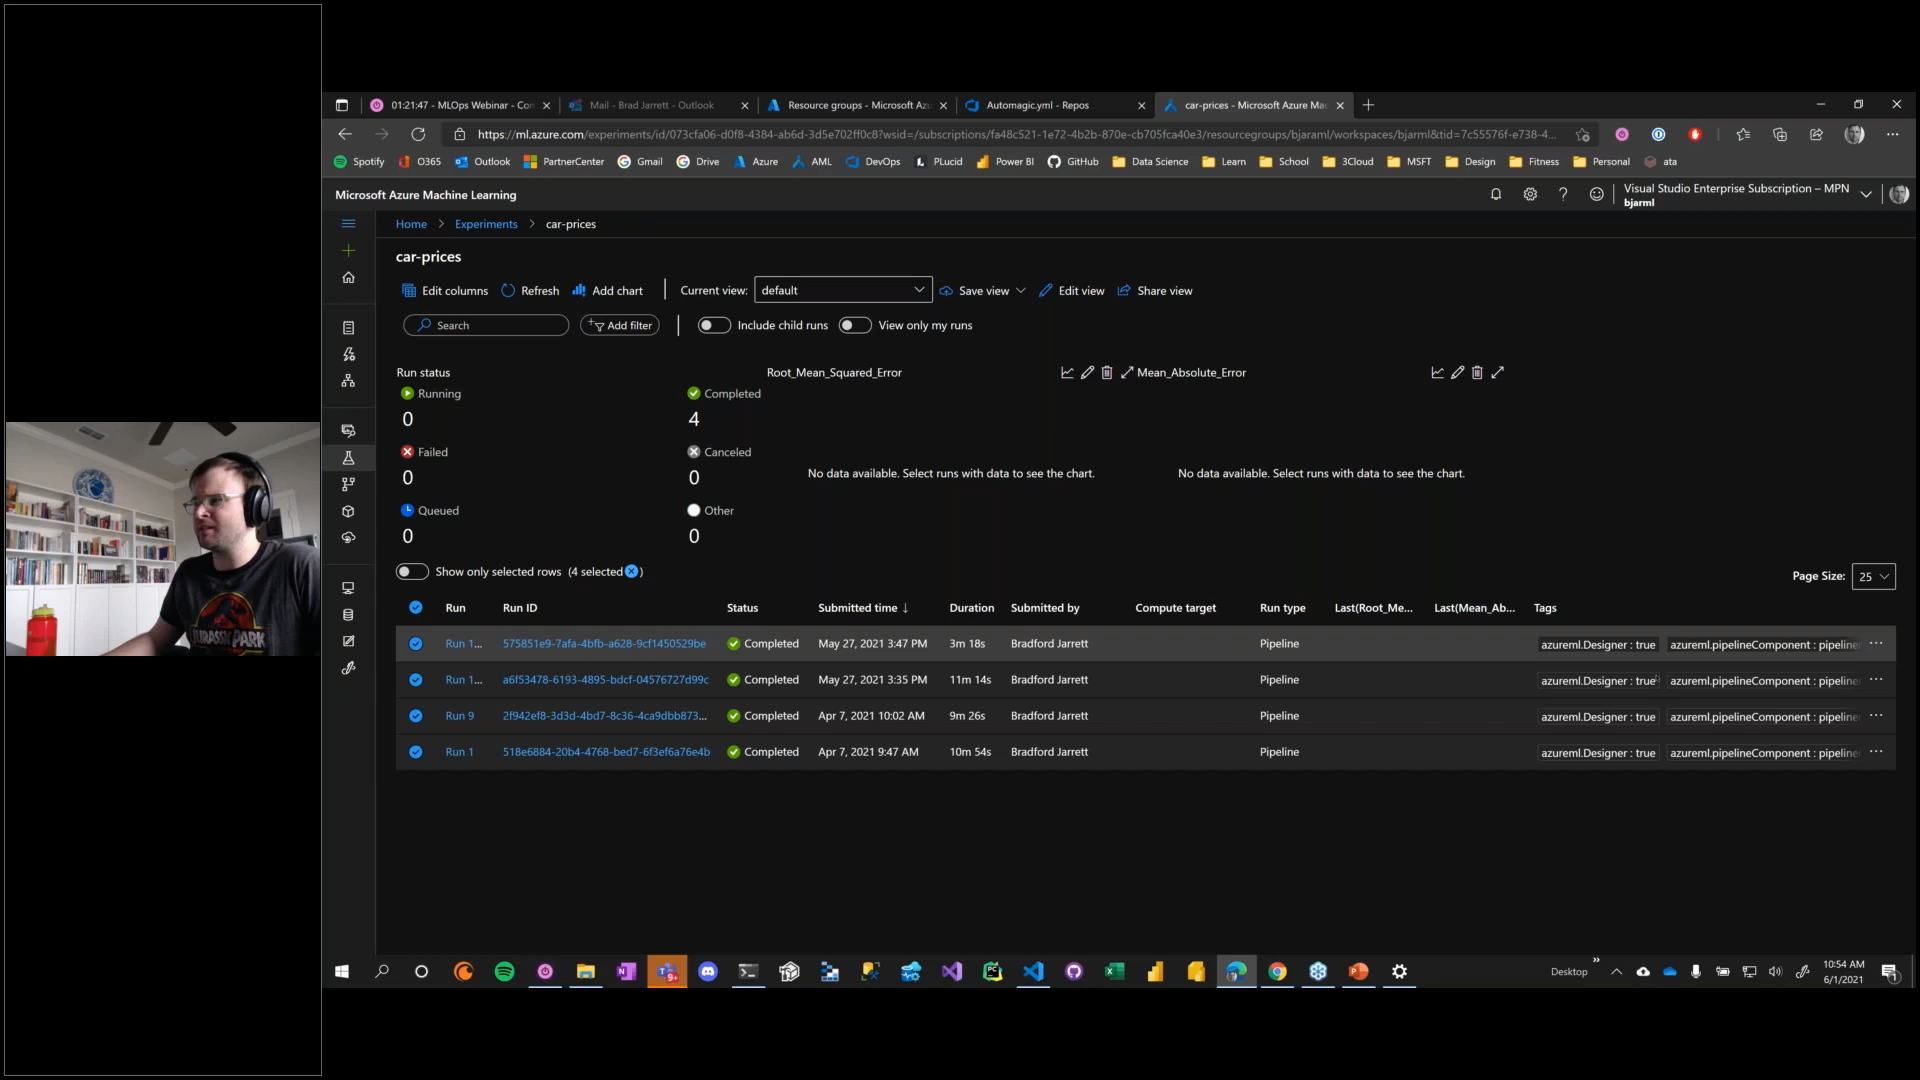 01:21:47 - MLOps Webinar - Con
Mail - Brad Jarrett - Outlook
Resource groups - Microsoft Az
Automagic.yml - Repos
car-prices - Microsoft Azure Mac
https://ml.azure.com/experiments/id/073cfa06-d0f8-4384-ab6d-3d5e702ff0c8?wsid=/subscriptions/fa48c521-1e72-4b2b-870e-cb705fca40e3/resourcegroups/bjaraml/workspaces/bjarml&tid=7c55576f-e738-4...
Spotify O365 Outlook PartnerCenter Gmail Drive Azure AML DevOps PLucid Power BI GitHub Data Science Learn School 3Cloud MSFT Design Fitness Personal ata
Microsoft Azure Machine Learning
Visual Studio Enterprise Subscription – MPN
bjarml
Home > Experiments > car-prices
car-prices
Edit columns Refresh Add chart Current view: default Save view Edit view Share view
Search Add filter Include child runs View only my runs
Run status
Running Completed
0 4
Failed Canceled
0 0
Queued Other
0 0
Root_Mean_Squared_Error
No data available. Select runs with data to see the chart.
Mean_Absolute_Error
No data available. Select runs with data to see the chart.
Show only selected rows (4 selected )
Page Size: 25
Run Run ID Status Submitted time ↓ Duration Submitted by Compute target Run type Last(Root_Me... Last(Mean_Ab... Tags
Run 1... 575851e9-7afa-4bfb-a628-9cf1450529be Completed May 27, 2021 3:47 PM 3m 18s Bradford Jarrett Pipeline azureml.Designer : true azureml.pipelineComponent : pipeline ...
Run 1... a6f53478-6193-4895-bdcf-04576727d99c Completed May 27, 2021 3:35 PM 11m 14s Bradford Jarrett Pipeline azureml.Designer : true azureml.pipelineComponent : pipeline ...
Run 9 2f942ef8-3d3d-4bd7-8c36-4ca9dbb873... Completed Apr 7, 2021 10:02 AM 9m 26s Bradford Jarrett Pipeline azureml.Designer : true azureml.pipelineComponent : pipeline ...
Run 1 518e6884-20b4-4768-bed7-6f3ef6a76e4b Completed Apr 7, 2021 9:47 AM 10m 54s Bradford Jarrett Pipeline azureml.Designer : true azureml.pipelineComponent : pipeline ...
JURASSIC PARK
Desktop
10:54 AM
6/1/2021